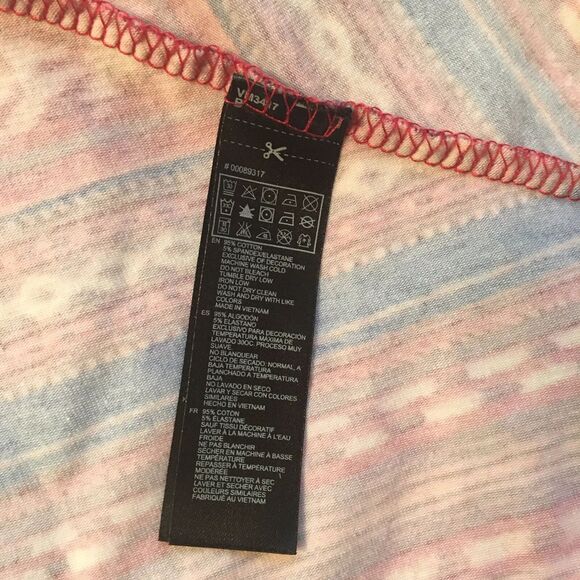 # 00089317
EN 95% COTTON
5% SPANDEX/ELASTANE
EXCLUSIVE OF DECORATION
MACHINE WASH COLD
DO NOT BLEACH
TUMBLE DRY LOW
IRON LOW
DO NOT DRY CLEAN
WASH AND DRY WITH LIKE
COLORS
MADE IN VIETNAM
ES 95% ALGODÓN
5% ELASTANO
EXCLUSIVO PARA DECORACIÓN
TEMPERATURA MAXIMA DE
LAVADO 30OC. PROCESO MUY
SUAVE
NO BLANQUEAR
CICLO DE SECADO: NORMAL, A
BAJA TEMPERATURA
PLANCHADO A TEMPERATURA
BAJA
NO LAVADO EN SECO
LAVAR Y SECAR CON COLORES
SIMILARES
HECHO EN VIETNAM
FR 95% COTON
5% ÉLASTANE
SAUF TISSU DÉCORATIF
LAVER À LA MACHINE À L'EAU
FROIDE
NE PAS BLANCHIR
SÉCHER EN MACHINE À BASSE
TEMPÉRATURE
REPASSER À TEMPÉRATURE
MODÉRÉE
NE PAS NETTOYER À SEC
LAVER ET SÉCHER AVEC
COULEURS SIMILAIRES
FABRIQUÉ AU VIETNAM